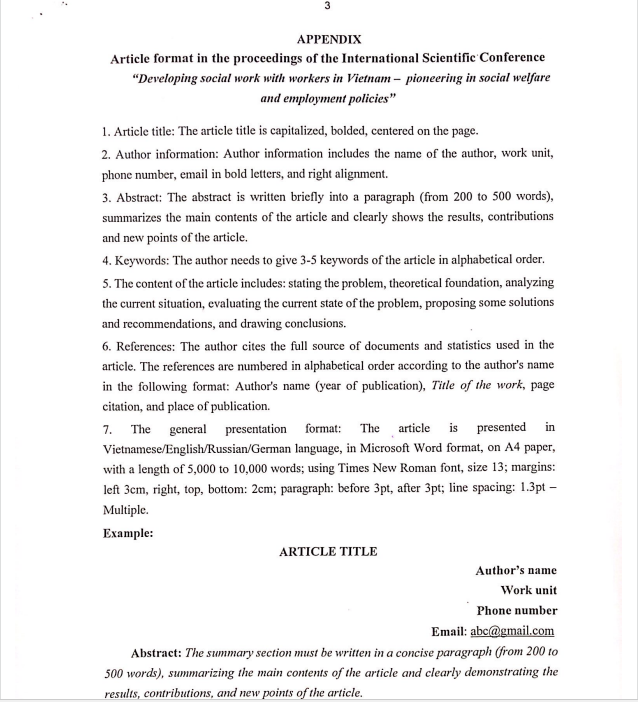 3
APPENDIX
Article format in the proceedings of the International Scientific Conference
“Developing social work with workers in Vietnam – pioneering in social welfare
and employment policies”
1. Article title: The article title is capitalized, bolded, centered on the page.
2. Author information: Author information includes the name of the author, work unit,
phone number, email in bold letters, and right alignment.
3. Abstract: The abstract is written briefly into a paragraph (from 200 to 500 words),
summarizes the main contents of the article and clearly shows the results, contributions
and new points of the article.
4. Keywords: The author needs to give 3-5 keywords of the article in alphabetical order.
5. The content of the article includes: stating the problem, theoretical foundation, analyzing
the current situation, evaluating the current state of the problem, proposing some solutions
and recommendations, and drawing conclusions.
6. References: The author cites the full source of documents and statistics used in the
article. The references are numbered in alphabetical order according to the author's name
in the following format: Author's name (year of publication), Title of the work, page
citation, and place of publication.
7. The general presentation format: The article is presented in
Vietnamese/English/Russian/German language, in Microsoft Word format, on A4 paper,
with a length of 5,000 to 10,000 words; using Times New Roman font, size 13; margins:
left 3cm, right, top, bottom: 2cm; paragraph: before 3pt, after 3pt; line spacing: 1.3pt –
Multiple.
Example:
ARTICLE TITLE
Author’s name
Work unit
Phone number
Email: abc@gmail.com
Abstract: The summary section must be written in a concise paragraph (from 200 to
500 words), summarizing the main contents of the article and clearly demonstrating the
results, contributions, and new points of the article.